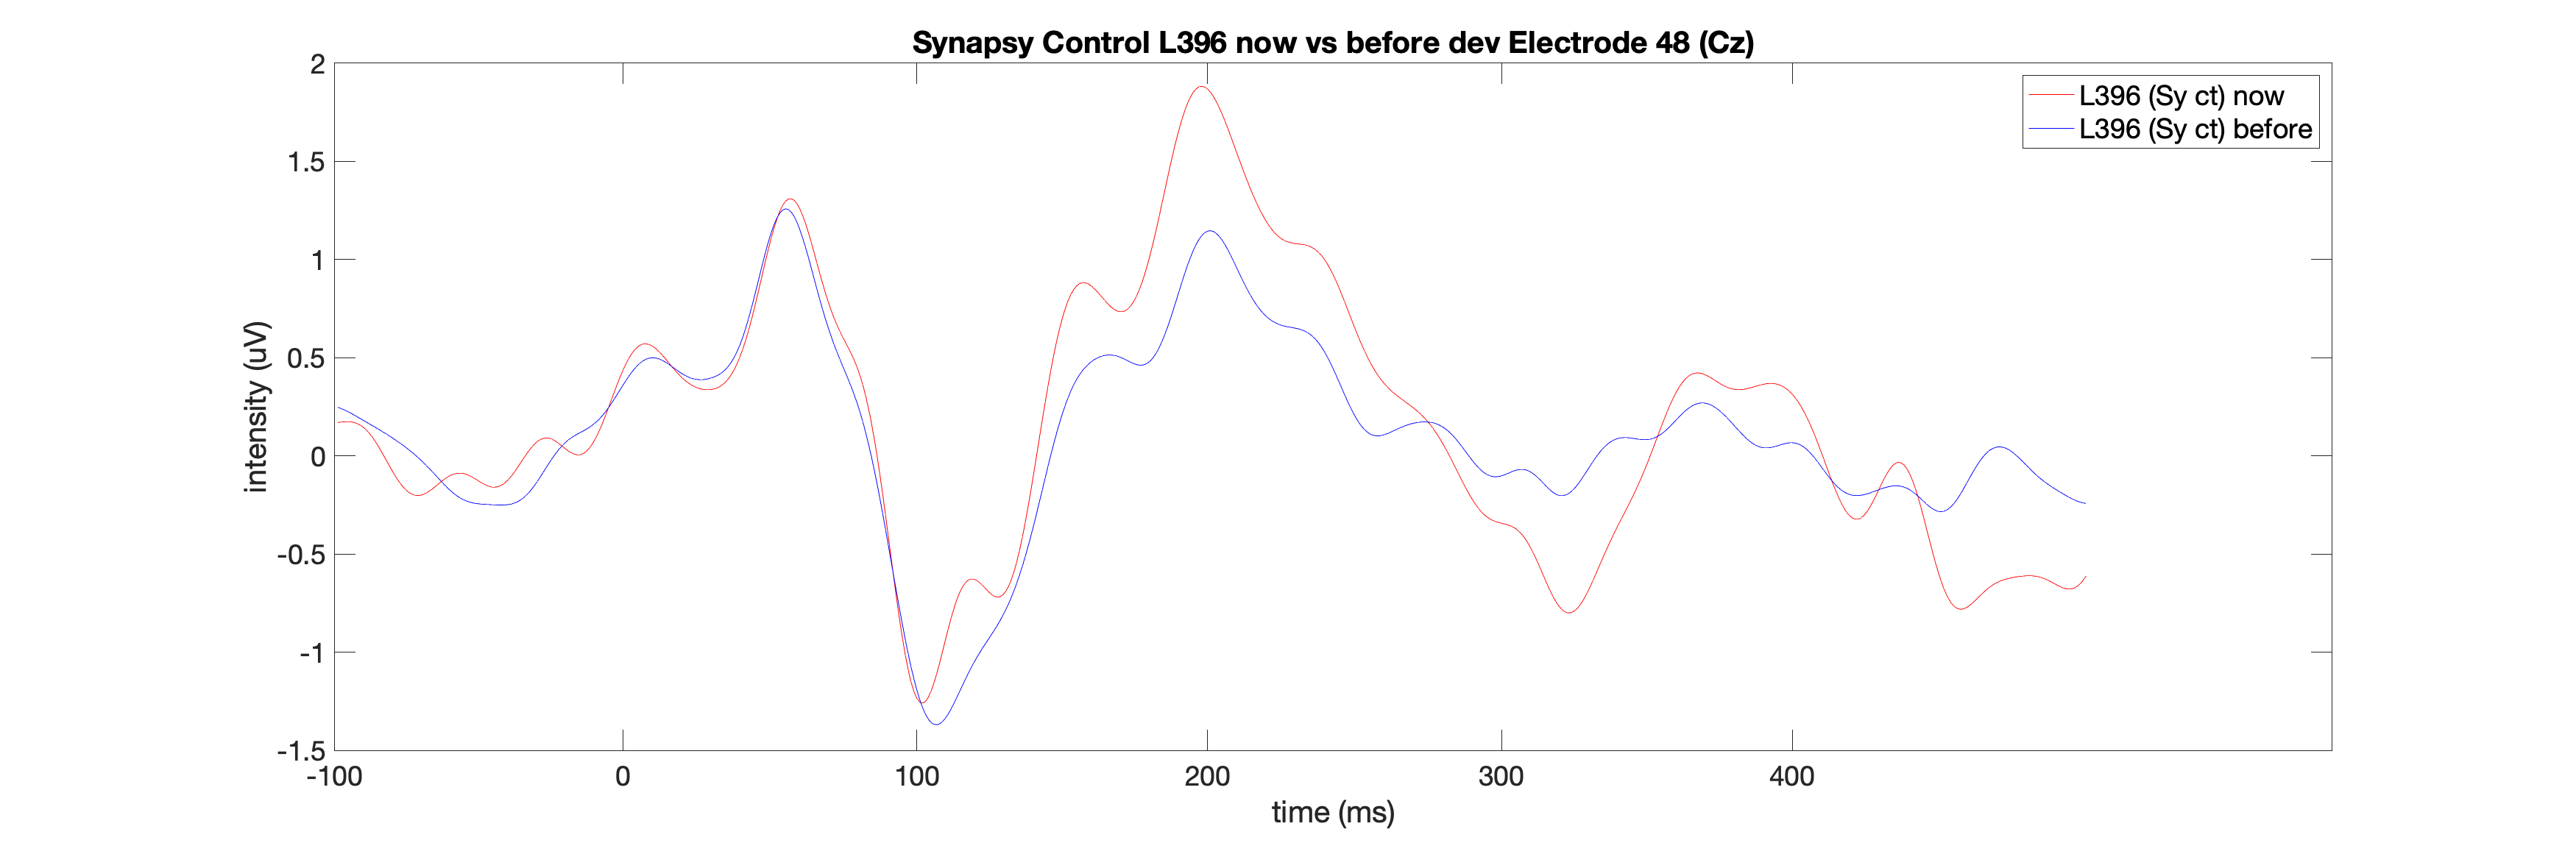 Synapsy Control L396 now vs before dev Electrode 48 (Cz)
L396 (Sy ct) now
L396 (Sy ct) before
intensity (uV)
2
1.5
1
0.5
0
-0.5
-1
-1.5
-100 0 100 200 300 400
time (ms)